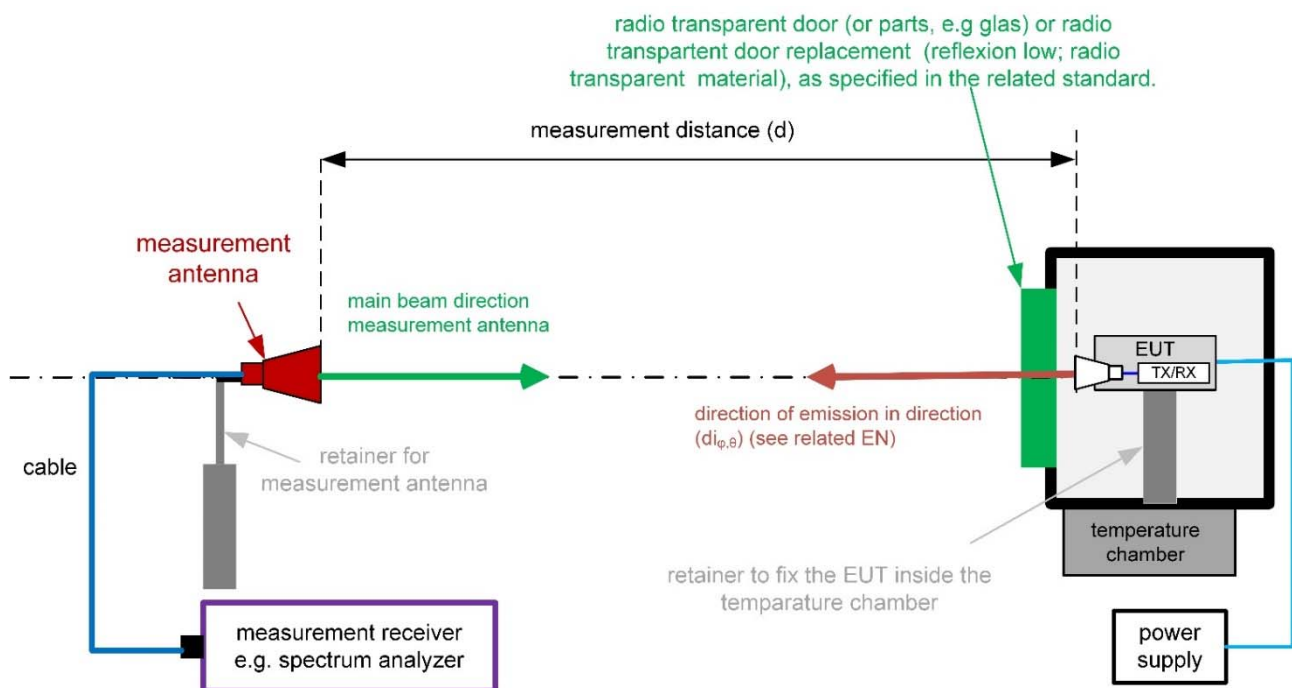 radio transparent door (or parts, e.g glas) or radio
transpartent door replacement (reflexion low; radio
transparent material), as specified in the related standard.
measurement distance (d)
measurement
antenna
main beam direction
measurement antenna
EUT
TX/RX
direction of emission in direction
(diφ,θ) (see related EN)
cable
retainer for
measurement antenna
temperature
chamber
retainer to fix the EUT inside the
temparature chamber
measurement receiver
e.g. spectrum analyzer
power
supply